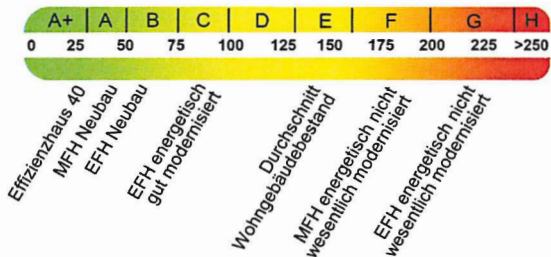 A+ A B C D E F G H
0 25 50 75 100 125 150 175 200 225 >250
Effizienzhaus 40
MFH Neubau
EFH Neubau
EFH energetisch
gut modernisiert
Durchschnitt
Wohngebäudebestand
MFH energetisch nicht
wesentlich modernisiert
EFH energetisch nicht
wesentlich modernisiert